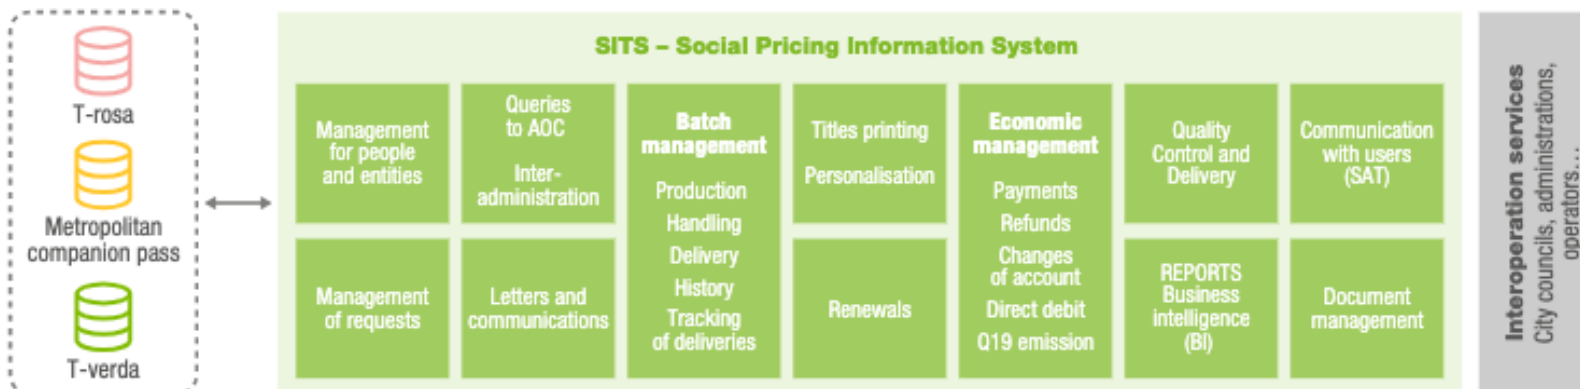 T-rosa
Metropolitan
companion pass
T-verda
SITS – Social Pricing Information System
Management
for people
and entities
Management
of requests
Queries
to AOC
Inter-
administration
Letters and
communications
Batch
management
Production
Handling
Delivery
History
Tracking
of deliveries
Titles printing
Personalisation
Renewals
Economic
management
Payments
Refunds
Changes
of account
Direct debit
Q19 emission
Quality
Control and
Delivery
REPORTS
Business
intelligence
(BI)
Communication
with users
(SAT)
Document
management
Interoperation services
City councils, administrations,
operators...